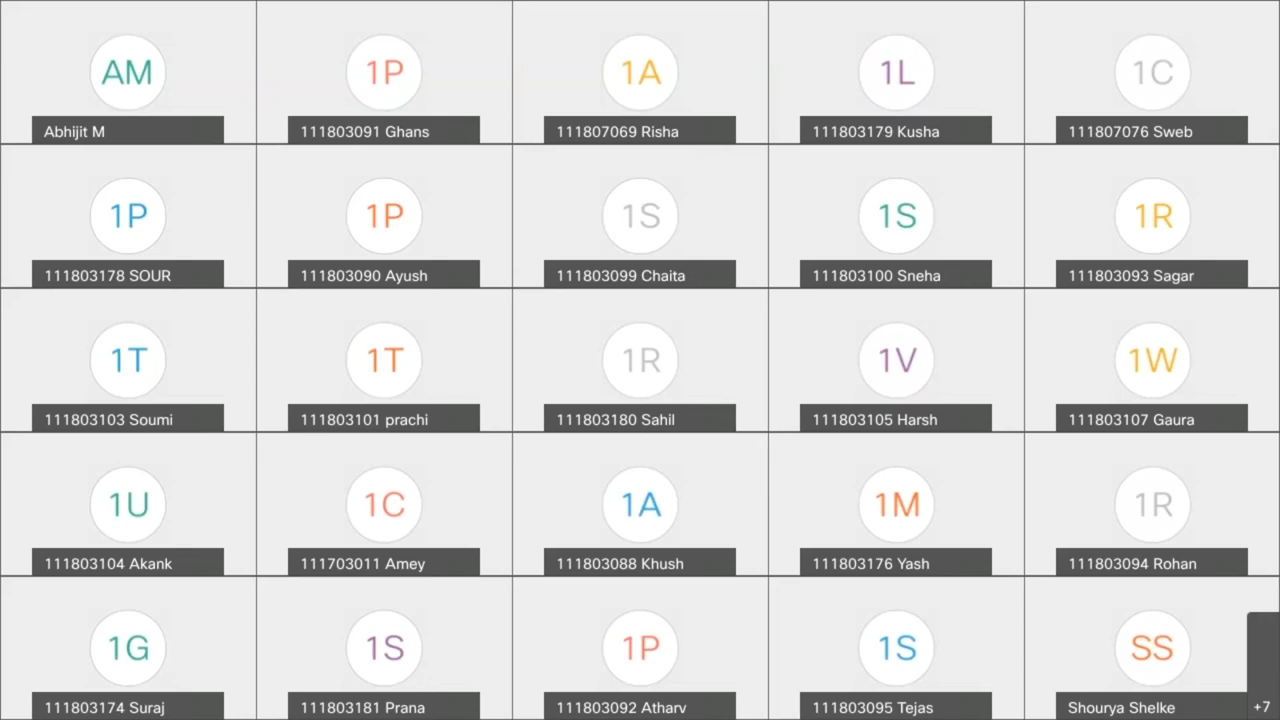 AM
Abhijit M
1P
111803091 Ghans
1A
111807069 Risha
1L
111803179 Kusha
1C
111807076 Sweb
1P
111803178 SOUR
1P
111803090 Ayush
1S
111803099 Chaita
1S
111803100 Sneha
1R
111803093 Sagar
1T
111803103 Soumi
1T
111803101 prachi
1R
111803180 Sahil
1V
111803105 Harsh
1W
111803107 Gaura
1U
111803104 Akank
1C
111703011 Amey
1A
111803088 Khush
1M
111803176 Yash
1R
111803094 Rohan
1G
111803174 Suraj
1S
111803181 Prana
1P
111803092 Atharv
1S
111803095 Tejas
SS
Shourya Shelke
+7